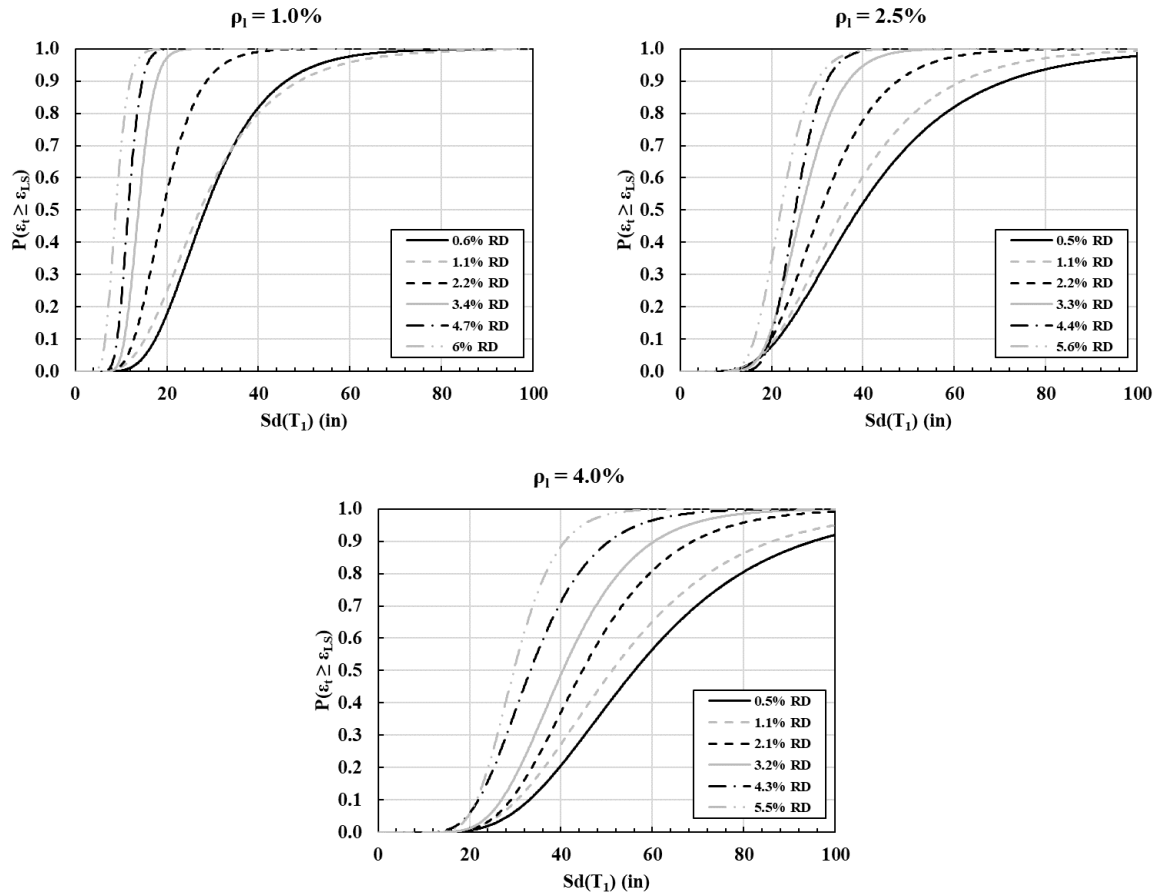 ρl = 1.0%
1.0
0.9
0.8
0.7
0.6
0.5
0.4
0.3
0.2
0.1
0.0
P(εt ≥ εLS)
0.6% RD
1.1% RD
2.2% RD
3.4% RD
4.7% RD
6% RD
0 20 40 60 80 100
Sd(T1) (in)
ρl = 2.5%
1.0
0.9
0.8
0.7
0.6
0.5
0.4
0.3
0.2
0.1
0.0
P(εt ≥ εLS)
0.5% RD
1.1% RD
2.2% RD
3.3% RD
4.4% RD
5.6% RD
0 20 40 60 80 100
Sd(T1) (in)
ρl = 4.0%
1.0
0.9
0.8
0.7
0.6
0.5
0.4
0.3
0.2
0.1
0.0
P(εt ≥ εLS)
0.5% RD
1.1% RD
2.1% RD
3.2% RD
4.3% RD
5.5% RD
0 20 40 60 80 100
Sd(T1) (in)